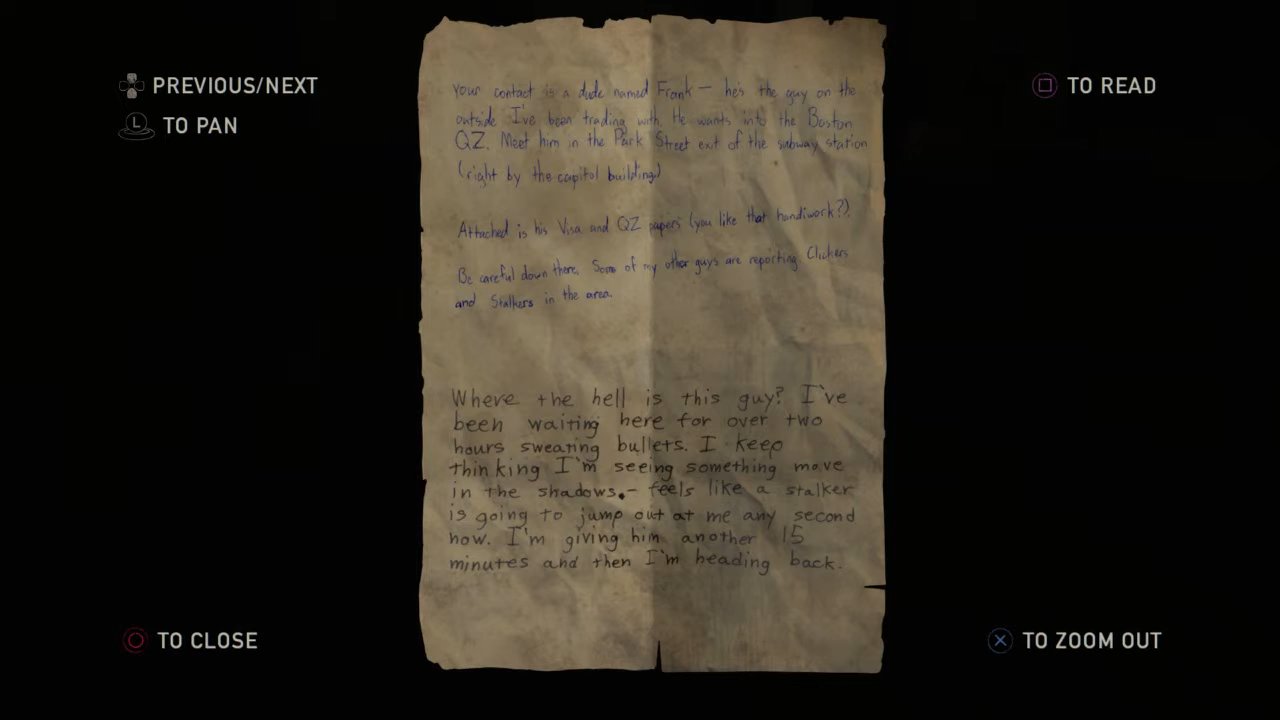 PREVIOUS/NEXT
L TO PAN
TO READ
Your contact is a dude named Frank — he's the guy on the
outside I've been trading with. He wants into the Boston
QZ. Meet him in the Park Street exit of the subway station
(right by the capitol building)
Attached is his Visa and QZ papers (you like that handiwork?).
Be careful down there. Some of my other guys are reporting Clickers
and Stalkers in the area.
Where the hell is this guy? I've
been waiting here for over two
hours sweating bullets. I keep
thinking I'm seeing something move
in the shadows. - feels like a stalker
is going to jump out at me any second
now. I'm giving him another 15
minutes and then I'm heading back.
TO CLOSE
TO ZOOM OUT